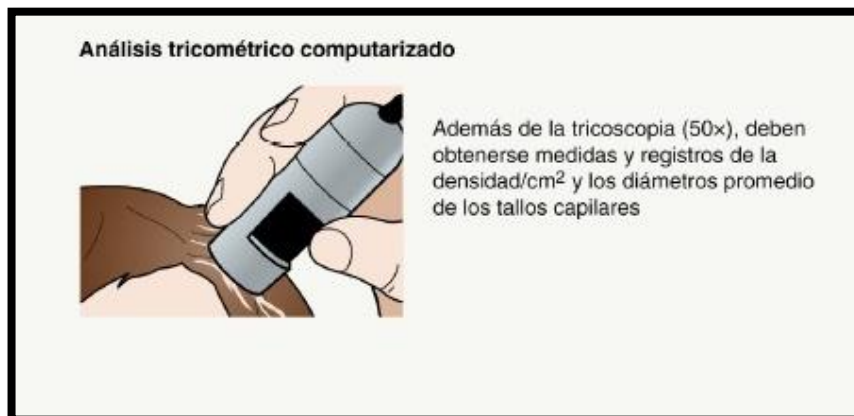 Análisis tricométrico computarizado
Además de la tricoscopia (50×), deben
obtenerse medidas y registros de la
densidad/cm² y los diámetros promedio
de los tallos capilares